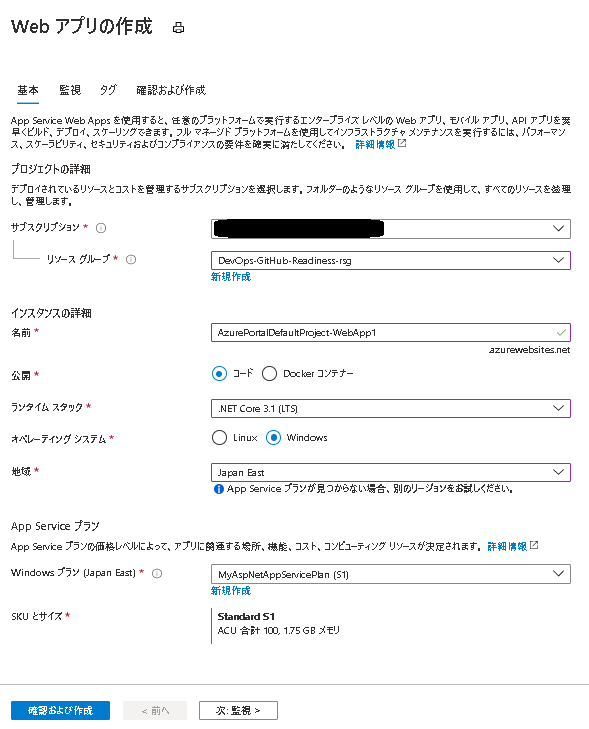 Web アプリの作成
基本 監視 タグ 確認および作成
App Service Web Apps を使用すると、任意のプラットフォームで実行するエンタープライズ レベルの Web アプリ、モバイル アプリ、API アプリを素
早くビルド、デプロイ、スケーリングできます。フル マネージド プラットフォームを使用してインフラストラクチャ メンテナンスを実行するには、パフォーマン
ス、スケーラビリティ、セキュリティおよびコンプライアンスの要件を確実に満たしてください。 詳細情報
プロジェクトの詳細
デプロイされているリソースとコストを管理するサブスクリプションを選択します。フォルダーのようなリソース グループを使用して、すべてのリソースを整理
し、管理します。
サブスクリプション *
リソース グループ * DevOps-GitHub-Readiness-rsg
新規作成
インスタンスの詳細
名前 * AzurePortalDefaultProject-WebApp1
.azurewebsites.net
公開 * コード Docker コンテナー
ランタイム スタック * .NET Core 3.1 (LTS)
オペレーティング システム * Linux Windows
地域 * Japan East
App Service プランが見つからない場合、別のリージョンをお試しください。
App Service プラン
App Service プランの価格レベルによって、アプリに関連する場所、機能、コスト、コンピューティング リソースが決定されます。 詳細情報
Windows プラン (Japan East) * MyAspNetAppServicePlan (S1)
新規作成
SKU とサイズ * Standard S1
ACU 合計 100, 1.75 GB メモリ
確認および作成 < 前へ 次: 監視 >